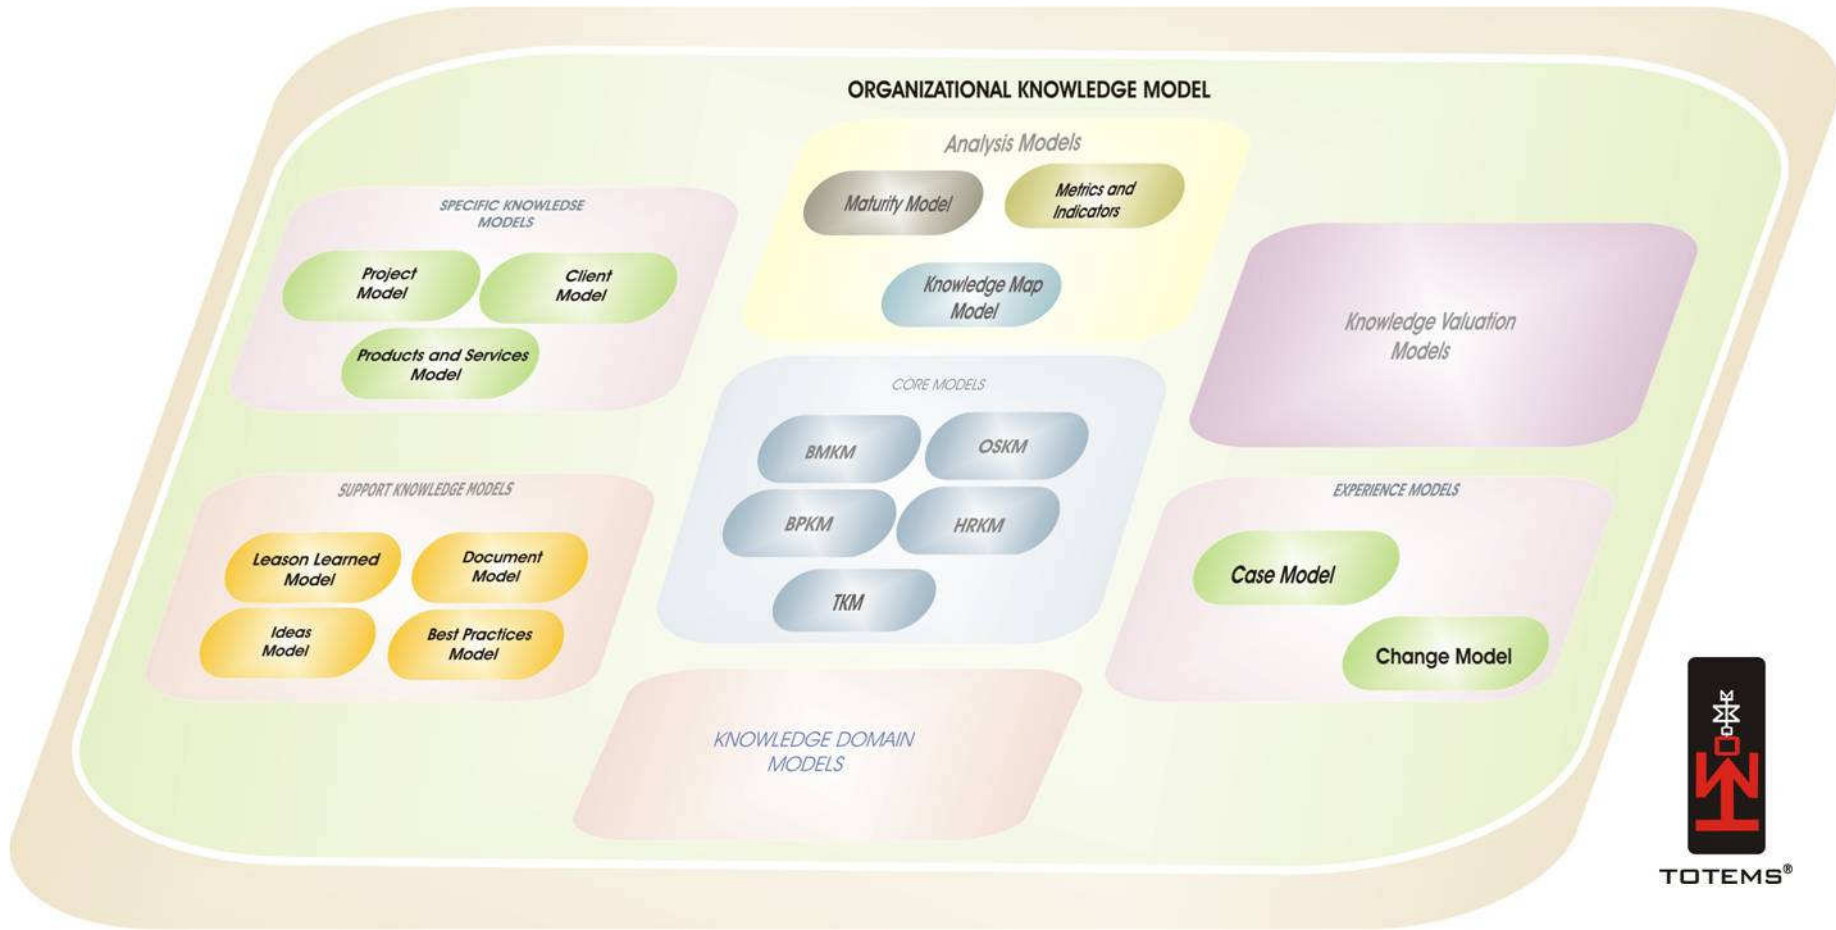 ORGANIZATIONAL KNOWLEDGE MODEL
Analysis Models
Maturity Model
Metrics and
Indicators
Knowledge Map
Model
SPECIFIC KNOWLEDSE
MODELS
Project
Model
Client
Model
Products and Services
Model
Knowledge Valuation
Models
CORE MODELS
BMKM
OSKM
BPKM
HRKM
TKM
SUPPORT KNOWLEDGE MODELS
Leason Learned
Model
Document
Model
Ideas
Model
Best Practices
Model
EXPERIENCE MODELS
Case Model
Change Model
KNOWLEDGE DOMAIN
MODELS
TOTEMS®